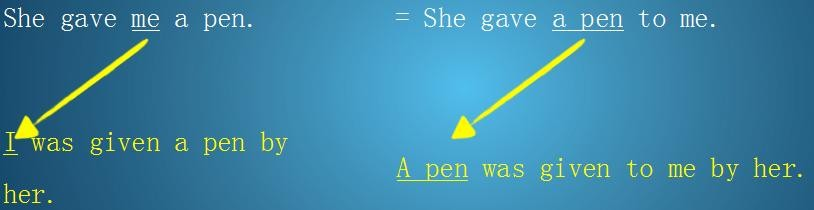 She gave me a pen.
= She gave a pen to me.
I was given a pen by
her.
A pen was given to me by her.